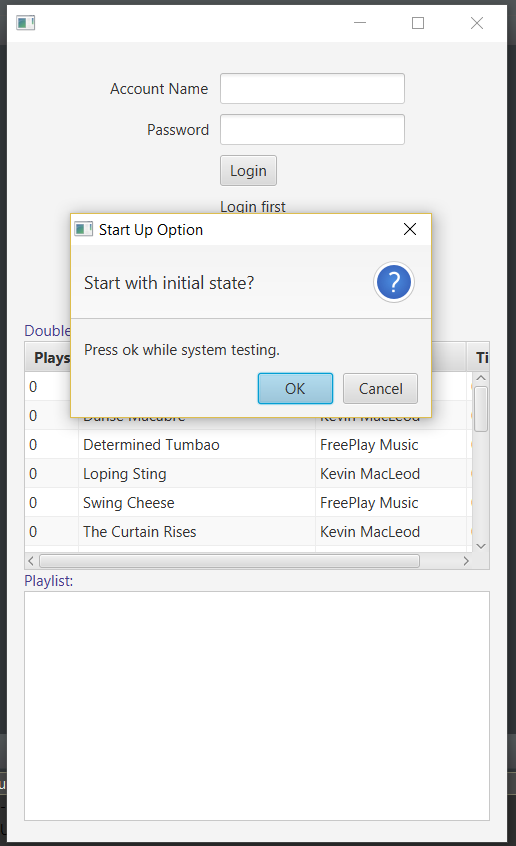 Account Name
Password
Login
Login first
Start Up Option
Start with initial state?
Press ok while system testing.
OK Cancel
Double
Plays Ti
0
0 Danse Macabre Kevin MacLeod
0 Determined Tumbao FreePlay Music
0 Loping Sting Kevin MacLeod
0 Swing Cheese FreePlay Music
0 The Curtain Rises Kevin MacLeod
Playlist: